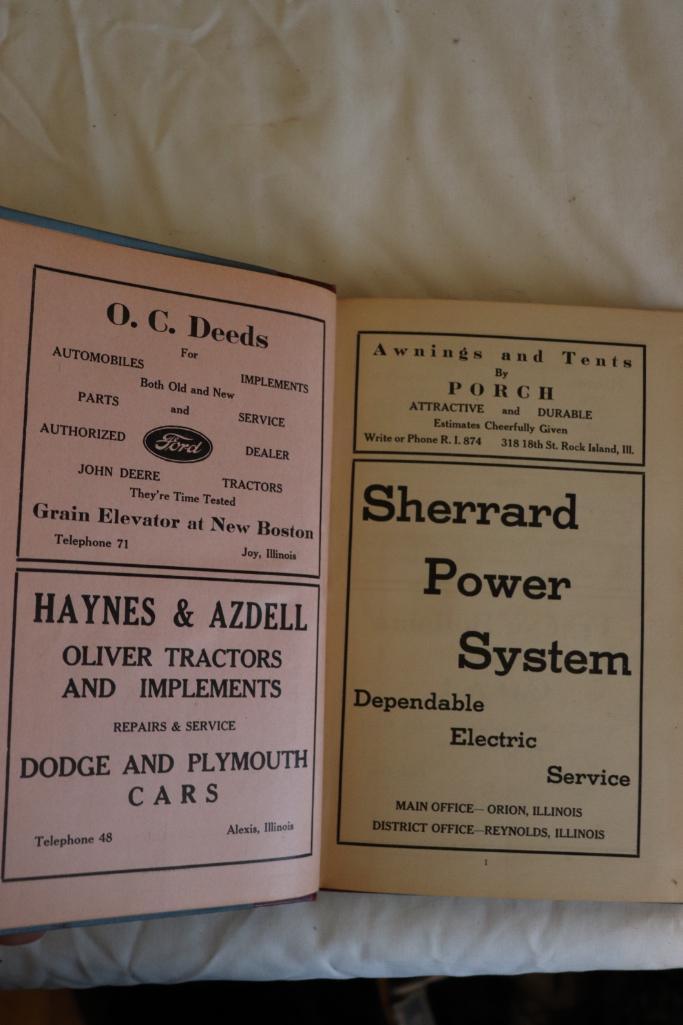 O. C. Deeds
For
AUTOMOBILES IMPLEMENTS
Both Old and New
PARTS and SERVICE
AUTHORIZED Ford DEALER
JOHN DEERE TRACTORS
They're Time Tested
Grain Elevator at New Boston
Telephone 71 Joy, Illinois
HAYNES & AZDELL
OLIVER TRACTORS
AND IMPLEMENTS
REPAIRS & SERVICE
DODGE AND PLYMOUTH
CARS
Telephone 48 Alexis, Illinois
Awnings and Tents
By
PORCH
ATTRACTIVE and DURABLE
Estimates Cheerfully Given
Write or Phone R. I. 874 318 18th St. Rock Island, Ill.
Sherrard
Power
System
Dependable
Electric
Service
MAIN OFFICE—ORION, ILLINOIS
DISTRICT OFFICE—REYNOLDS, ILLINOIS
1